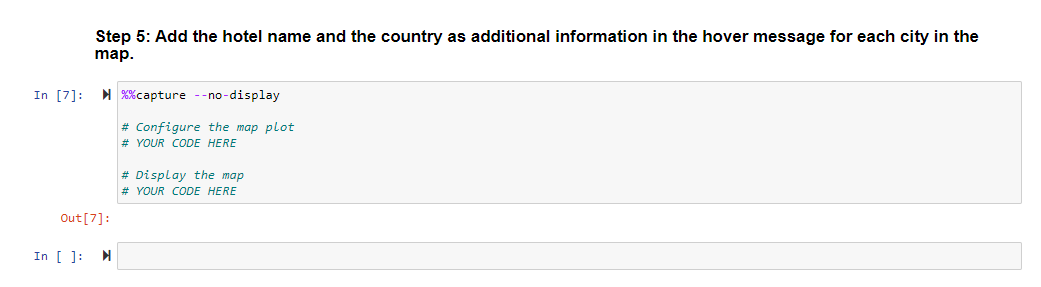 Step 5: Add the hotel name and the country as additional information in the hover message for each city in the
map.
In [7]: %%capture --no-display
# Configure the map plot
# YOUR CODE HERE
# Display the map
# YOUR CODE HERE
Out[7]:
In [ ]: